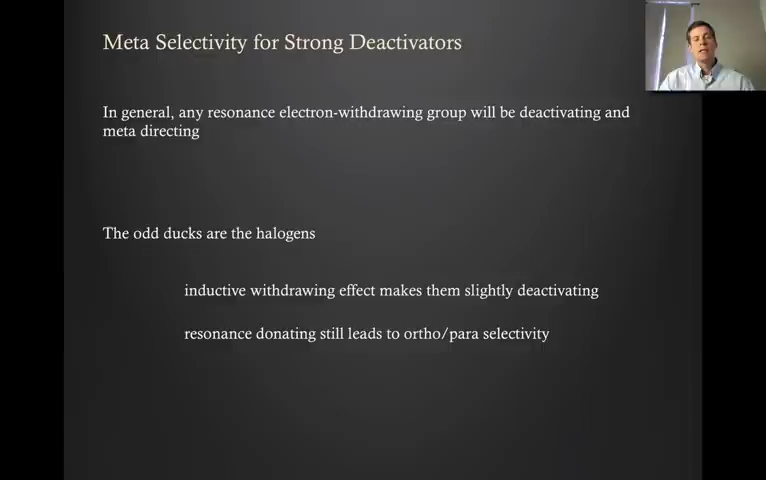 Meta Selectivity for Strong Deactivators
In general, any resonance electron-withdrawing group will be deactivating and
meta directing
The odd ducks are the halogens
inductive withdrawing effect makes them slightly deactivating
resonance donating still leads to ortho/para selectivity